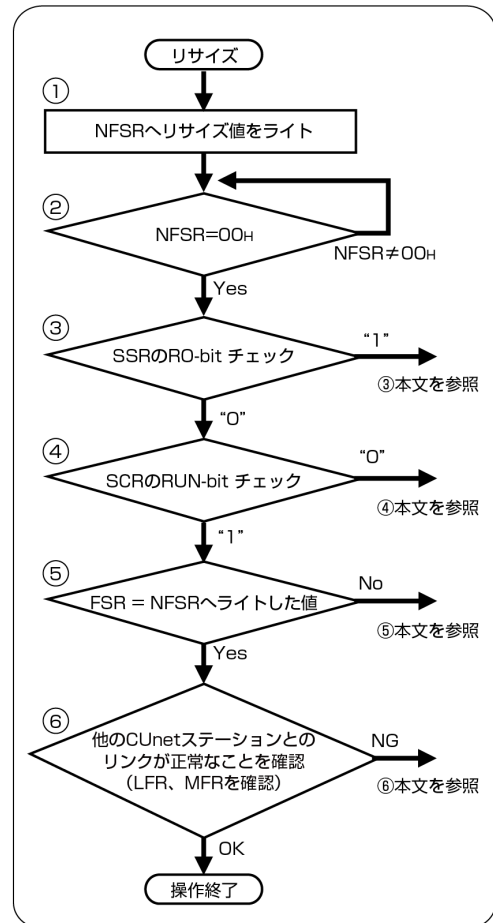 リサイズ
①
NFSRへリサイズ値をライト
②
NFSR=00H
NFSR≠00H
Yes
③
SSRのRO-bit チェック
“1”
③本文を参照
“0”
④
SCRのRUN-bit チェック
“0”
④本文を参照
“1”
⑤
FSR = NFSRへライトした値
No
⑤本文を参照
Yes
⑥
他のCUnetステーションとの
リンクが正常なことを確認
（LFR、MFRを確認）
NG
⑥本文を参照
OK
操作終了